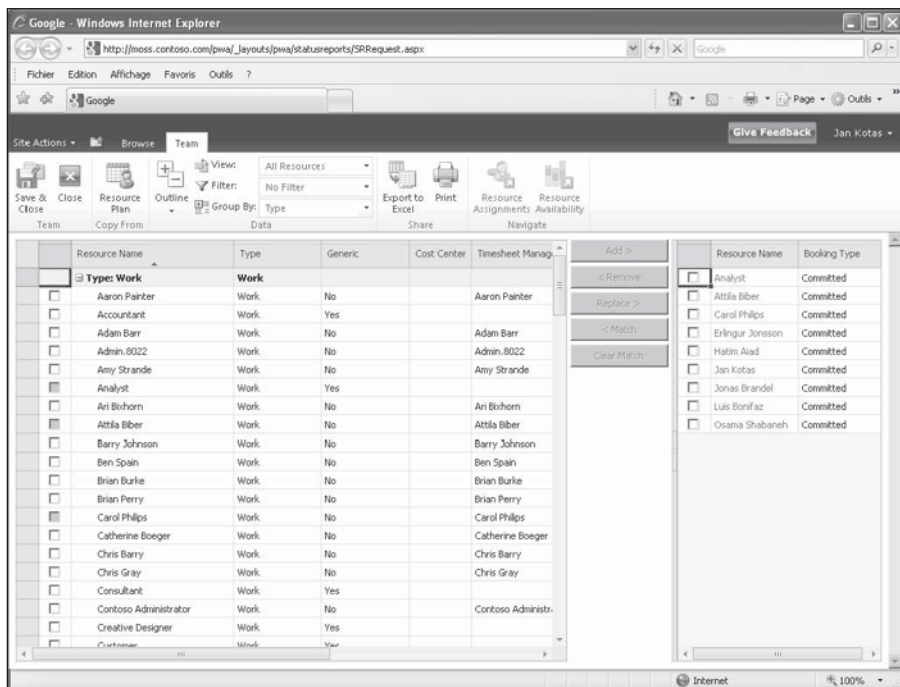 Google - Windows Internet Explorer
http://moss.contoso.com/pwa/_layouts/pwa/statusreports/SRRequest.aspx
Google
Fichier Edition Affichage Favoris Outils ?
Google
Page Outils
Site Actions Browse Team Give Feedback Jan Kotas
Save & Close
Close
Resource Plan
Outline
View: All Resources
Filter: No Filter
Group By: Type
Export to Excel
Print
Resource Assignments
Resource Availability
Team Copy From Data Share Navigate
Resource Name Type Generic Cost Center Timesheet Manag
Type: Work Work
Aaron Painter Work No Aaron Painter
Accountant Work Yes
Adam Barr Work No Adam Barr
Admin.8022 Work No Admin.8022
Amy Strande Work No Amy Strande
Analyst Work Yes
Ari Bixhorn Work No Ari Bixhorn
Attila Biber Work No Attila Biber
Barry Johnson Work No Barry Johnson
Ben Spain Work No Ben Spain
Brian Burke Work No Brian Burke
Brian Perry Work No Brian Perry
Carol Philips Work No Carol Philips
Catherine Boeger Work No Catherine Boeger
Chris Barry Work No Chris Barry
Chris Gray Work No Chris Gray
Consultant Work Yes
Contoso Administrator Work No Contoso Administr
Creative Designer Work Yes
Customer Work Yes
Add >
< Remove
Replace >
< Match
Clear Match
Resource Name Booking Type
Analyst Committed
Attila Biber Committed
Carol Philips Committed
Erlingur Jonsson Committed
Hatim Aiad Committed
Jan Kotas Committed
Jonas Brandel Committed
Luis Bonifaz Committed
Osama Shabaneh Committed
Internet 100%